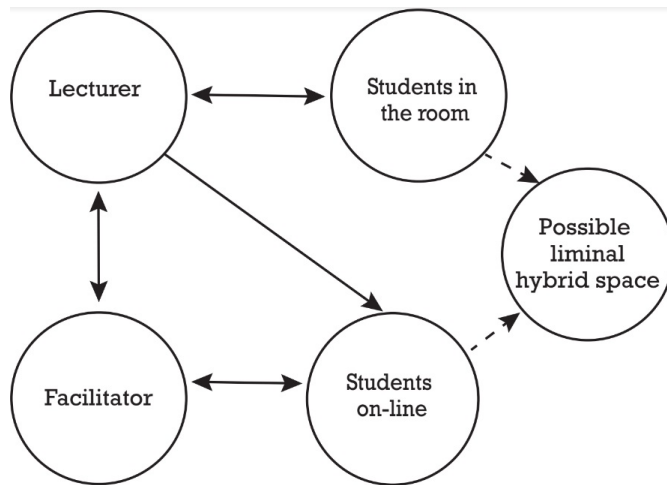 Lecturer
Students in
the room
Possible
liminal
hybrid space
Facilitator
Students
on-line